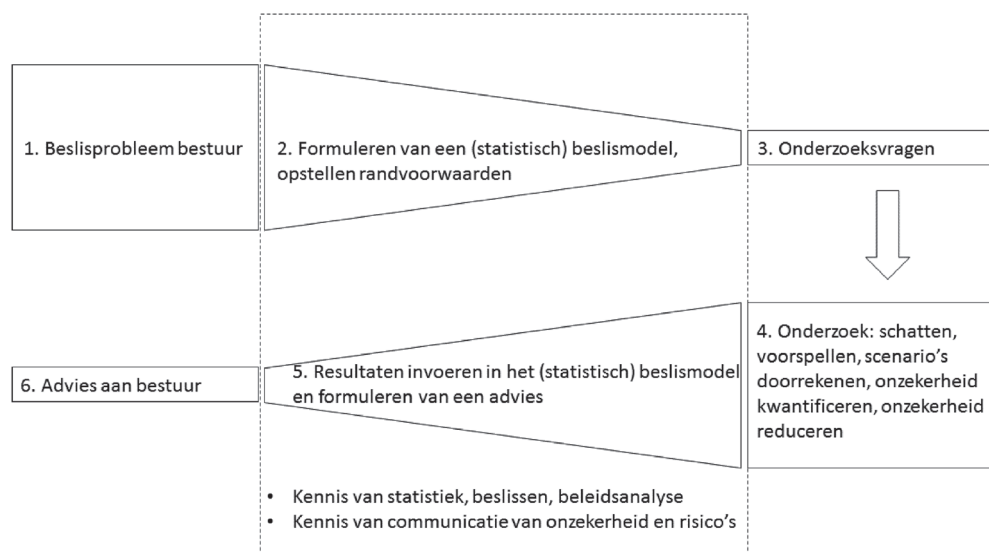 1. Beslisprobleem bestuur
2. Formuleren van een (statistisch) beslismodel,
opstellen randvoorwaarden
3. Onderzoeksvragen
4. Onderzoek: schatten,
voorspellen, scenario's
doorrekenen, onzekerheid
kwantificeren, onzekerheid
reduceren
5. Resultaten invoeren in het (statistisch) beslismodel
en formuleren van een advies
6. Advies aan bestuur
• Kennis van statistiek, beslissen, beleidsanalyse
• Kennis van communicatie van onzekerheid en risico's